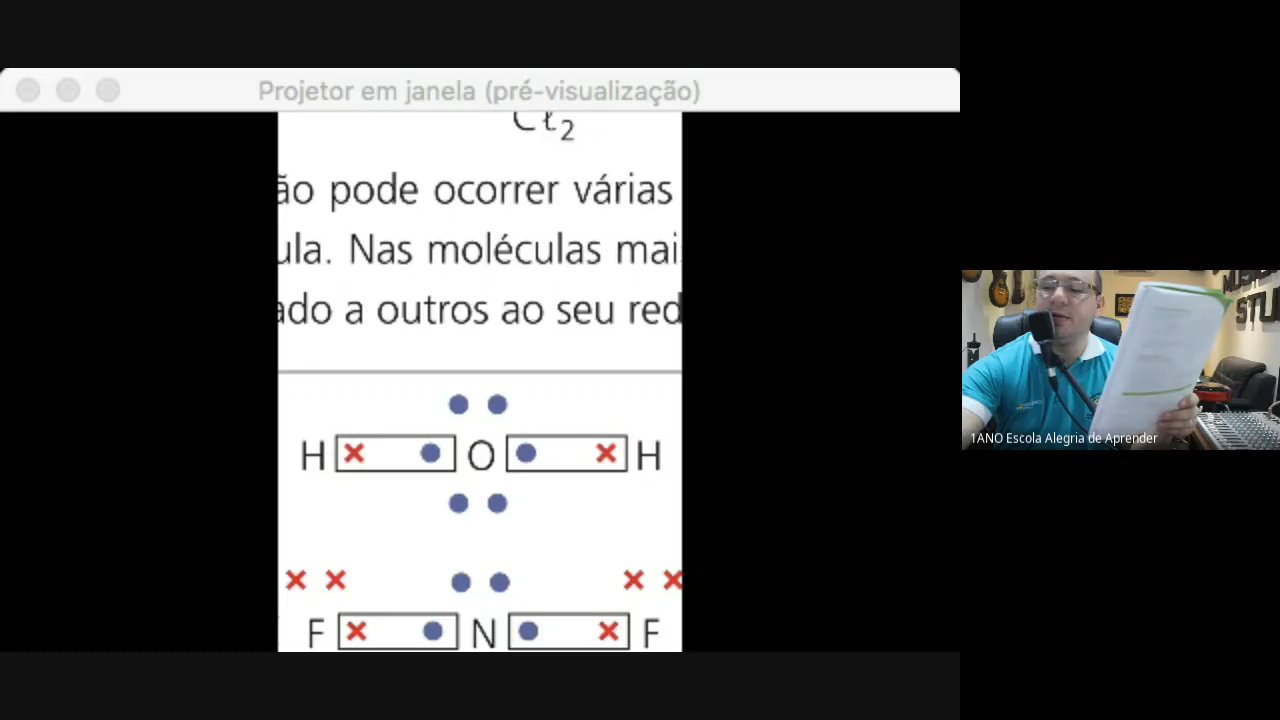 Projetor em janela (pré-visualização)
Cℓ2
ão pode ocorrer várias
ula. Nas moléculas mai
ado a outros ao seu red
H O H
F N F
1ANO Escola Alegria de Aprender